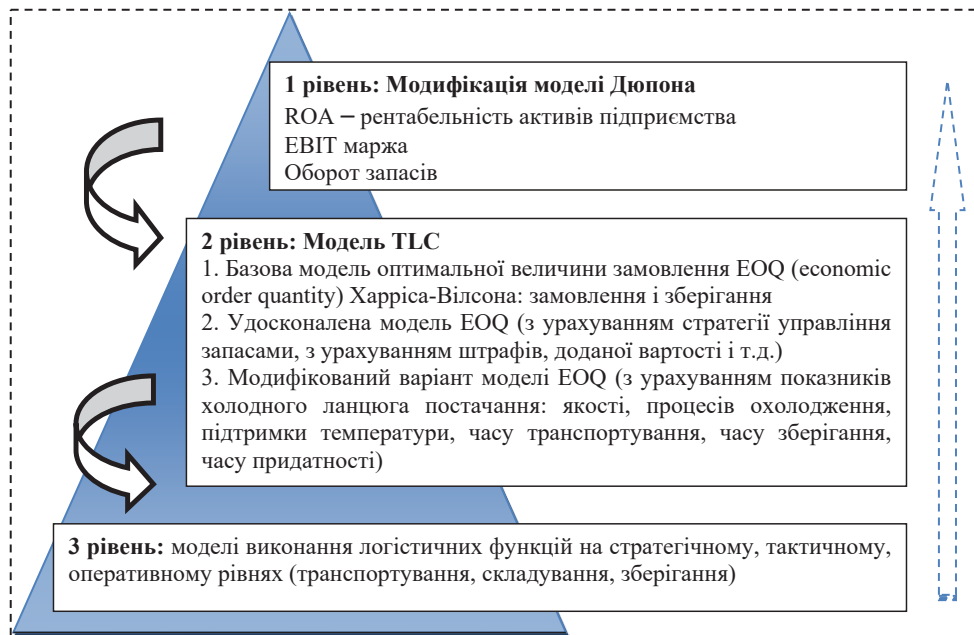 1 рівень: Модифікація моделі Дюпона
ROA – рентабельність активів підприємства
EBIT маржа
Оборот запасів
2 рівень: Модель TLC
1. Базова модель оптимальної величини замовлення EOQ (economic
order quantity) Харріса-Вілсона: замовлення і зберігання
2. Удосконалена модель EOQ (з урахуванням стратегії управління
запасами, з урахуванням штрафів, доданої вартості і т.д.)
3. Модифікований варіант моделі EOQ (з урахуванням показників
холодного ланцюга постачання: якості, процесів охолодження,
підтримки температури, часу транспортування, часу зберігання,
часу придатності)
3 рівень: моделі виконання логістичних функцій на стратегічному, тактичному,
оперативному рівнях (транспортування, складування, зберігання)